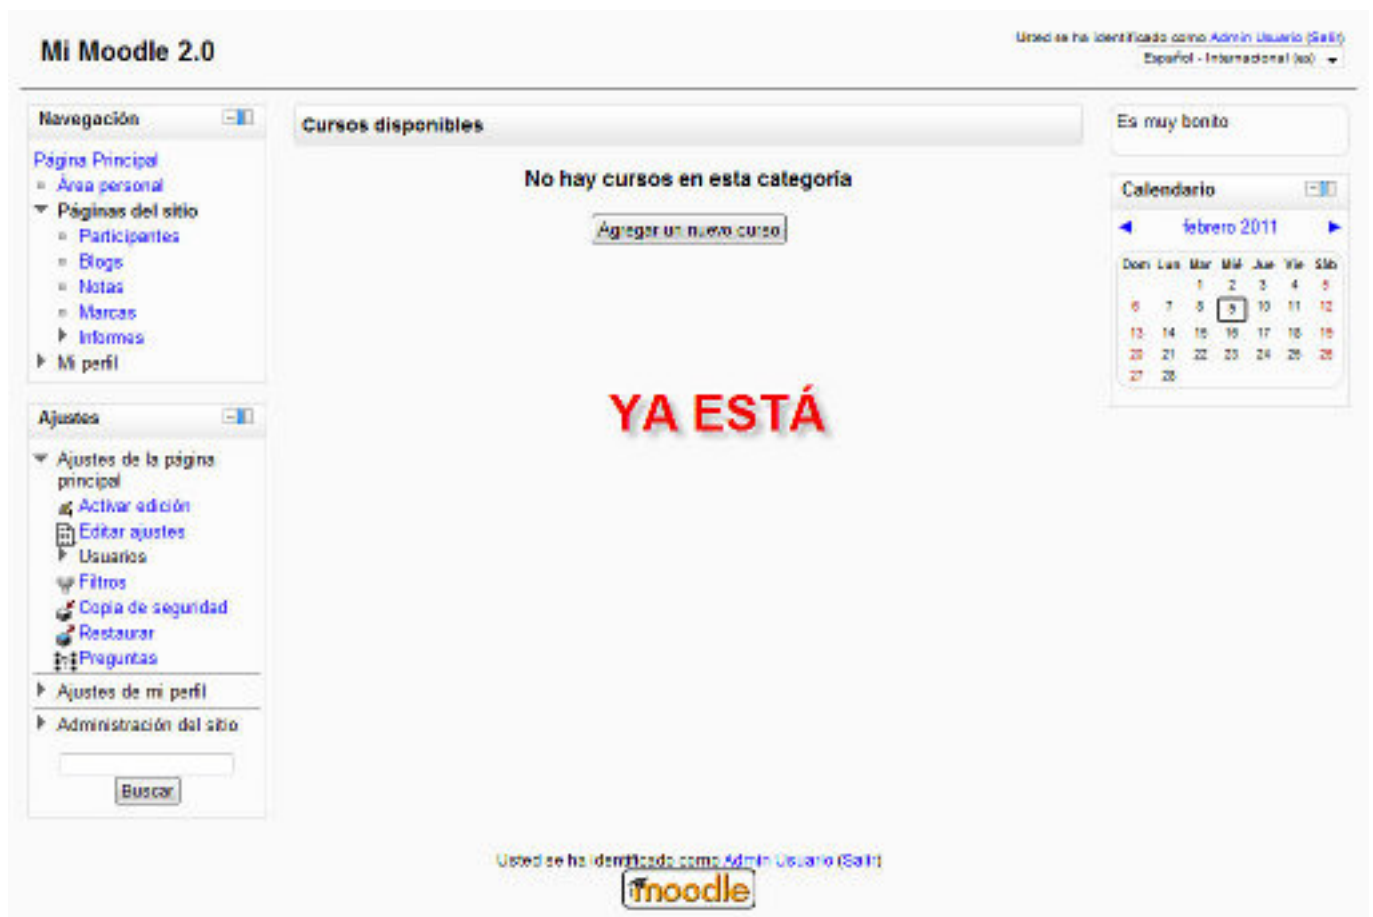 Mi Moodle 2.0
Usted se ha identificado como Admin Usuario (Salir)
Español - Internacional (es)
Navegación
Página Principal
Área personal
Páginas del sitio
Participantes
Blogs
Notas
Marcas
Informes
Mi perfil
Ajustes
Ajustes de la página
principal
Activar edición
Editar ajustes
Usuarios
Filtros
Copia de seguridad
Restaurar
Preguntas
Ajustes de mi perfil
Administración del sitio
Buscar
Cursos disponibles
No hay cursos en esta categoría
Agregar un nuevo curso
YA ESTÁ
Es muy bonito
Calendario
febrero 2011
Dom Lun Mar Mié Jue Vie Sáb
1 2 3 4 5
6 7 8 9 10 11 12
13 14 15 16 17 18 19
20 21 22 23 24 25 26
27 28
Usted se ha identificado como Admin Usuario (Salir)
moodle